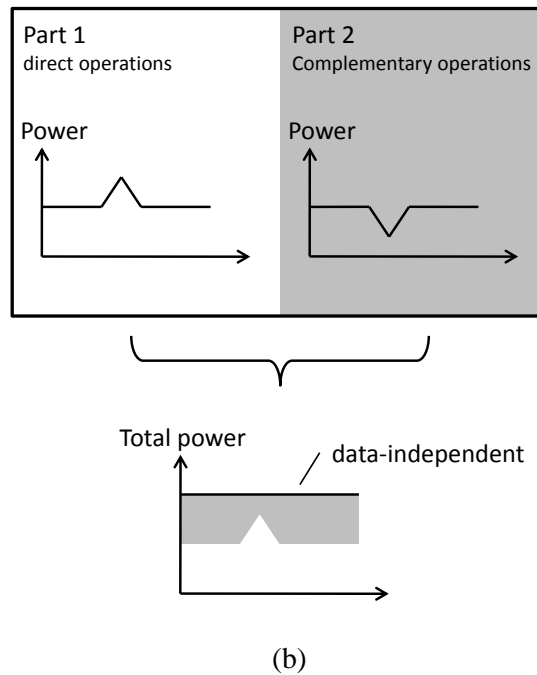 Part 1
direct operations
Part 2
Complementary operations
Power
Power
Total power
data-independent
(b)